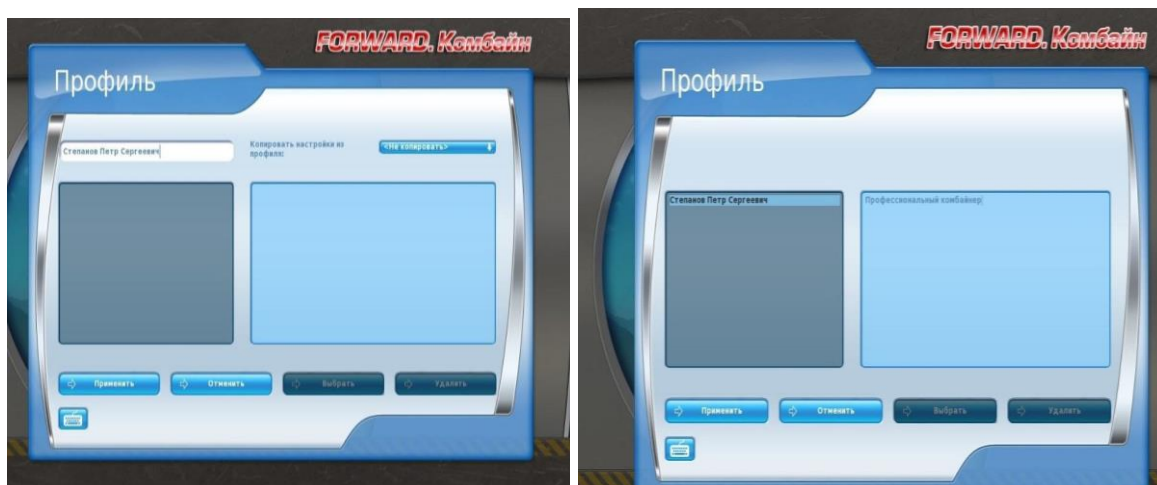 FORWARD. Комбайн
Профиль
Степанов Петр Сергеевич
Копировать настройки из
профиля:
<Не копировать>
Применить
Отменить
Выбрать
Удалить
FORWARD. Комбайн
Профиль
Степанов Петр Сергеевич
Профессиональный комбайнер
Применить
Отменить
Выбрать
Удалить